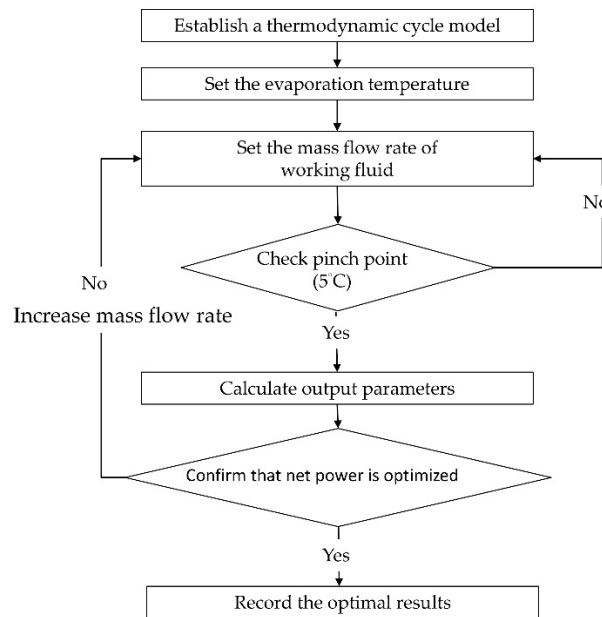 Establish a thermodynamic cycle model
Set the evaporation temperature
Set the mass flow rate of
working fluid
No
Check pinch point
(5°C)
No
Increase mass flow rate
Yes
Calculate output parameters
Confirm that net power is optimized
Yes
Record the optimal results